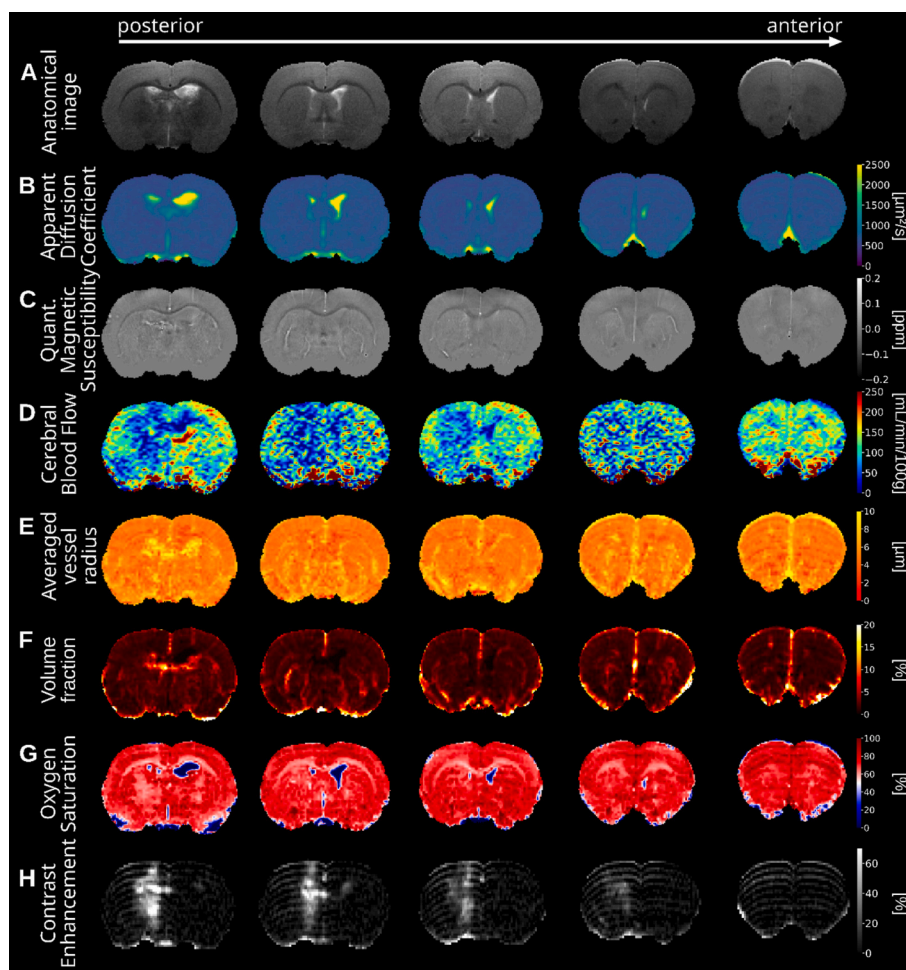 posterior anterior
A
Anatomical
image
B
Apparent
Diffusion
Coefficient
2500
2000
1500
1000
500
0
[µm²/s]
C
Quant.
Magnetic
Susceptibility
0.2
0.1
0.0
−0.1
−0.2
[ppm]
D
Cerebral
Blood Flow
250
200
150
100
50
0
[mL/min/100g]
E
Averaged
vessel
radius
10
8
6
4
2
0
[µm]
F
Volume
fraction
20
15
10
5
0
[%]
G
Oxygen
Saturation
100
80
60
40
20
0
[%]
H
Contrast
Enhancement
60
40
20
0
[%]